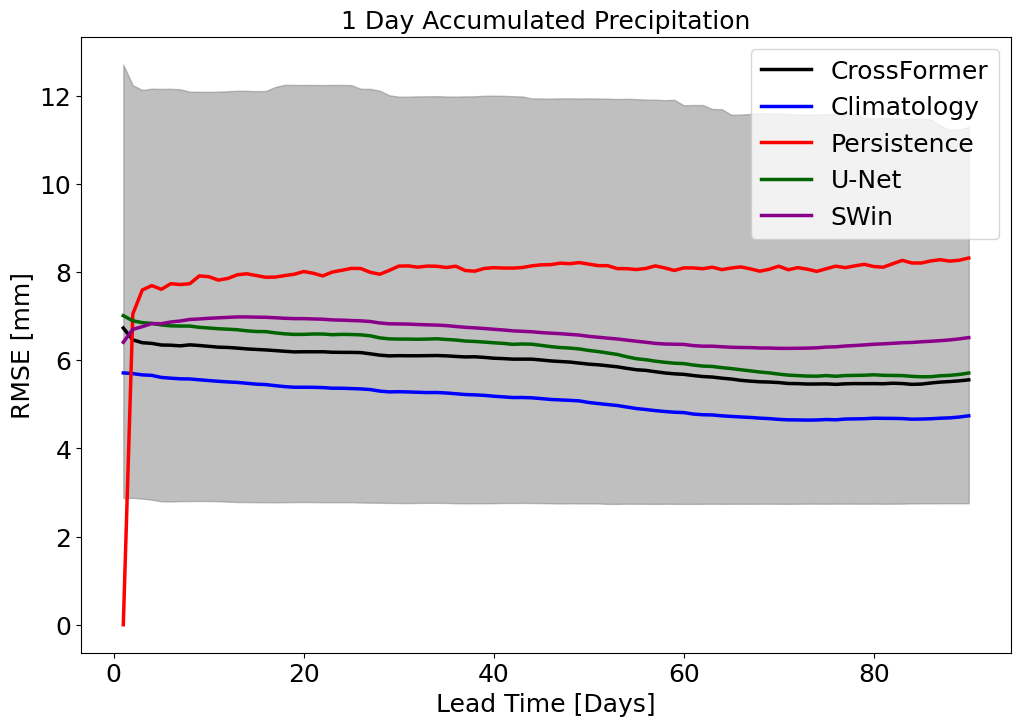 1 Day Accumulated Precipitation
CrossFormer
Climatology
Persistence
U-Net
SWin
RMSE [mm]
12
10
8
6
4
2
0
0 20 40 60 80
Lead Time [Days]